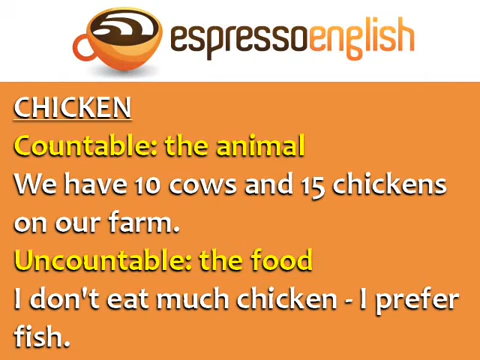 espressoenglish
CHICKEN
Countable: the animal
We have 10 cows and 15 chickens
on our farm.
Uncountable: the food
I don't eat much chicken - I prefer
fish.